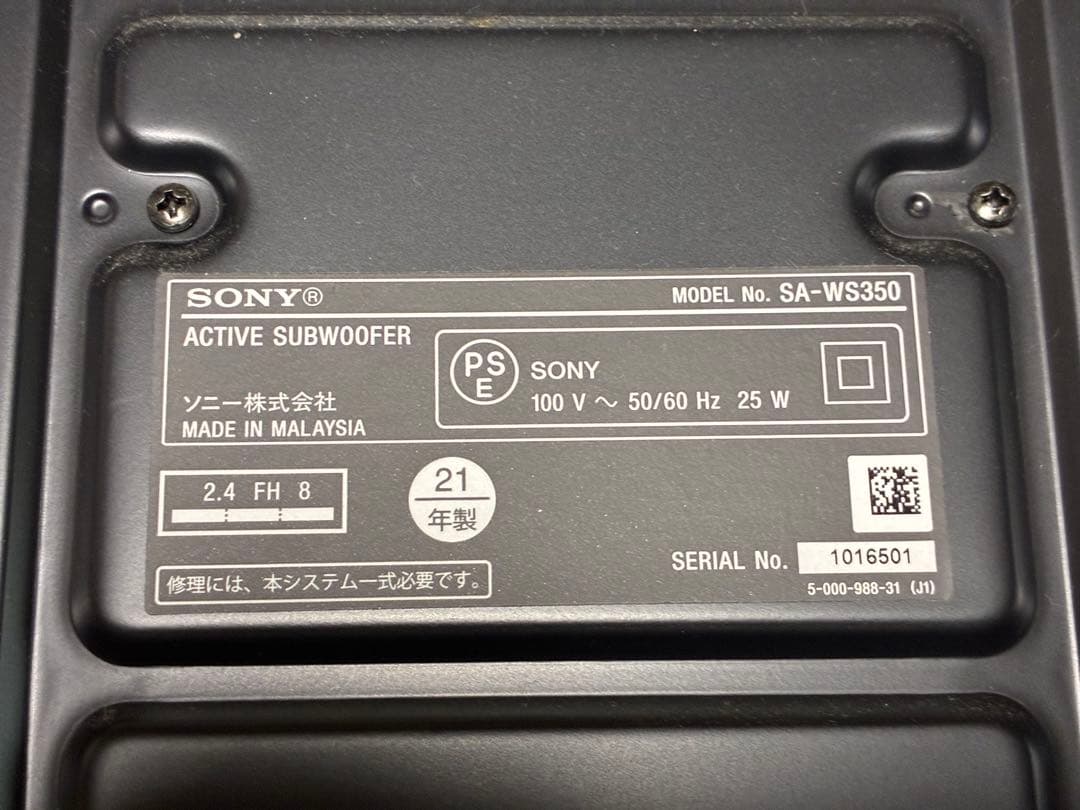 SONY®
MODEL No. SA-WS350
ACTIVE SUBWOOFER
PS
E
SONY
100 V ～ 50/60 Hz 25 W
ソニー株式会社
MADE IN MALAYSIA
2.4 FH 8
21
年製
SERIAL No. 1016501
修理には、本システム一式必要です。
5-000-988-31 (J1)